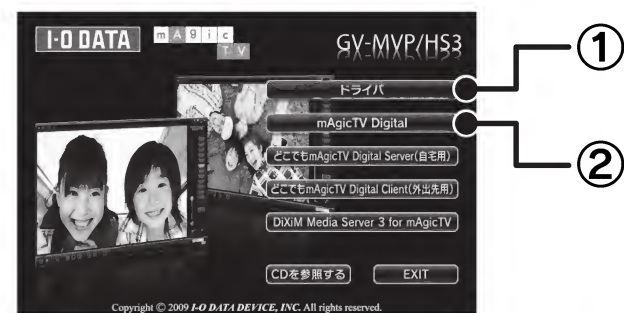 I-O DATA
mAgic
TV
GV-MVP/HS3
①
ドライバ
mAgicTV Digital
②
どこでもmAgicTV Digital Server(自宅用)
どこでもmAgicTV Digital Client(外出先用)
DiXiM Media Server 3 for mAgicTV
CDを参照する
EXIT
Copyright © 2009 I-O DATA DEVICE, INC. All rights reserved.